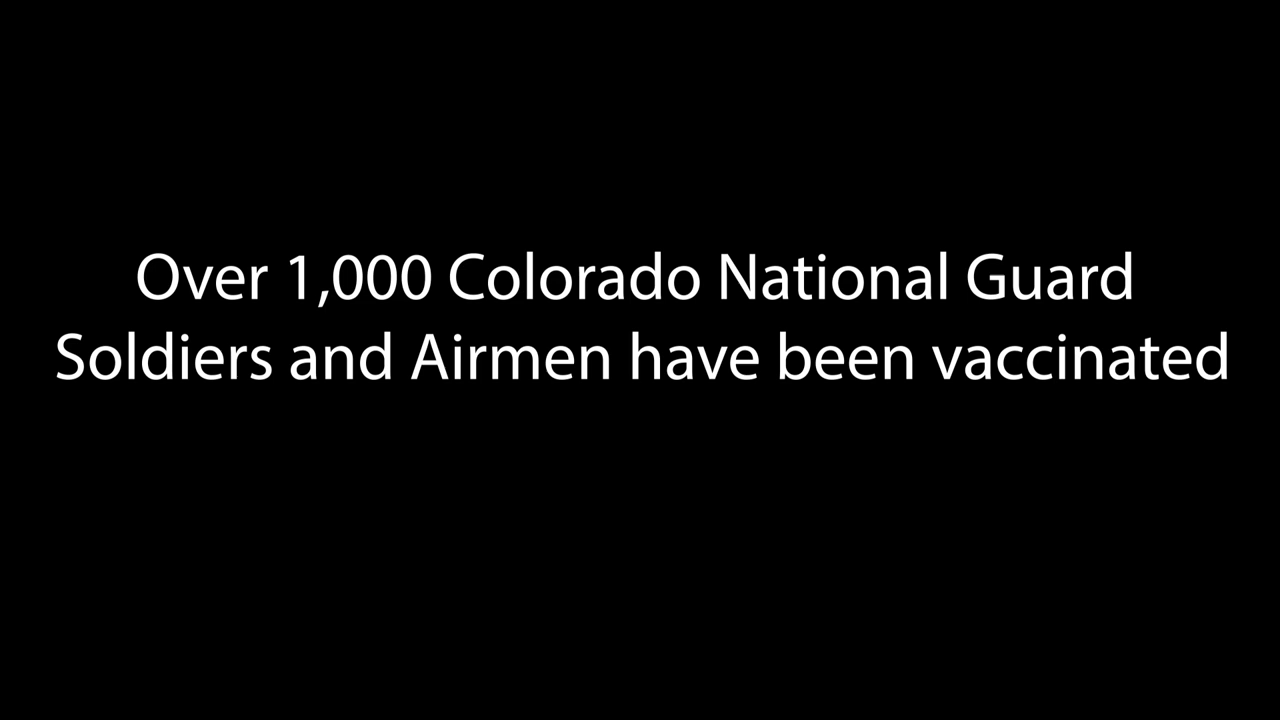 Over 1,000 Colorado National Guard
Soldiers and Airmen have been vaccinated